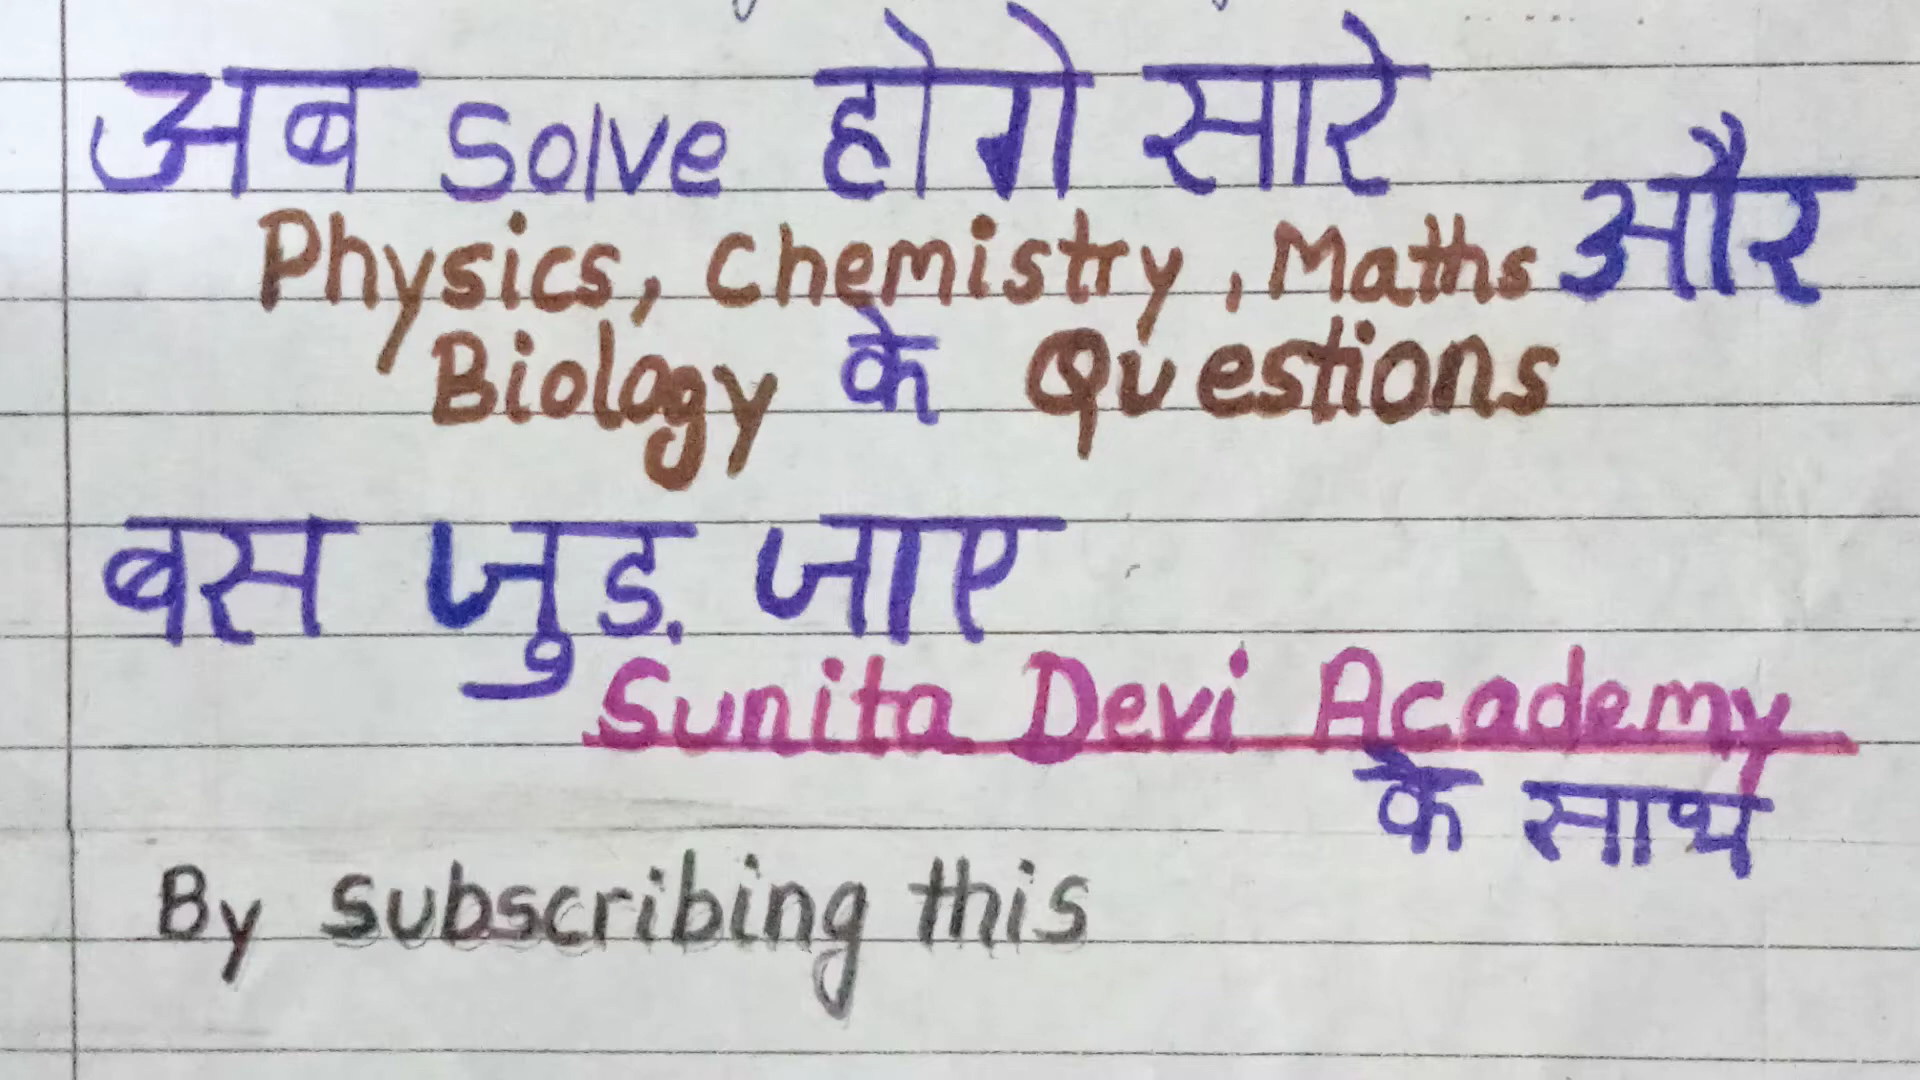 अब Solve होगे सारे
Physics, Chemistry, Maths और
Biology के Questions
बस जुड़ जाए
Sunita Devi Academy
के साथ
By subscribing this